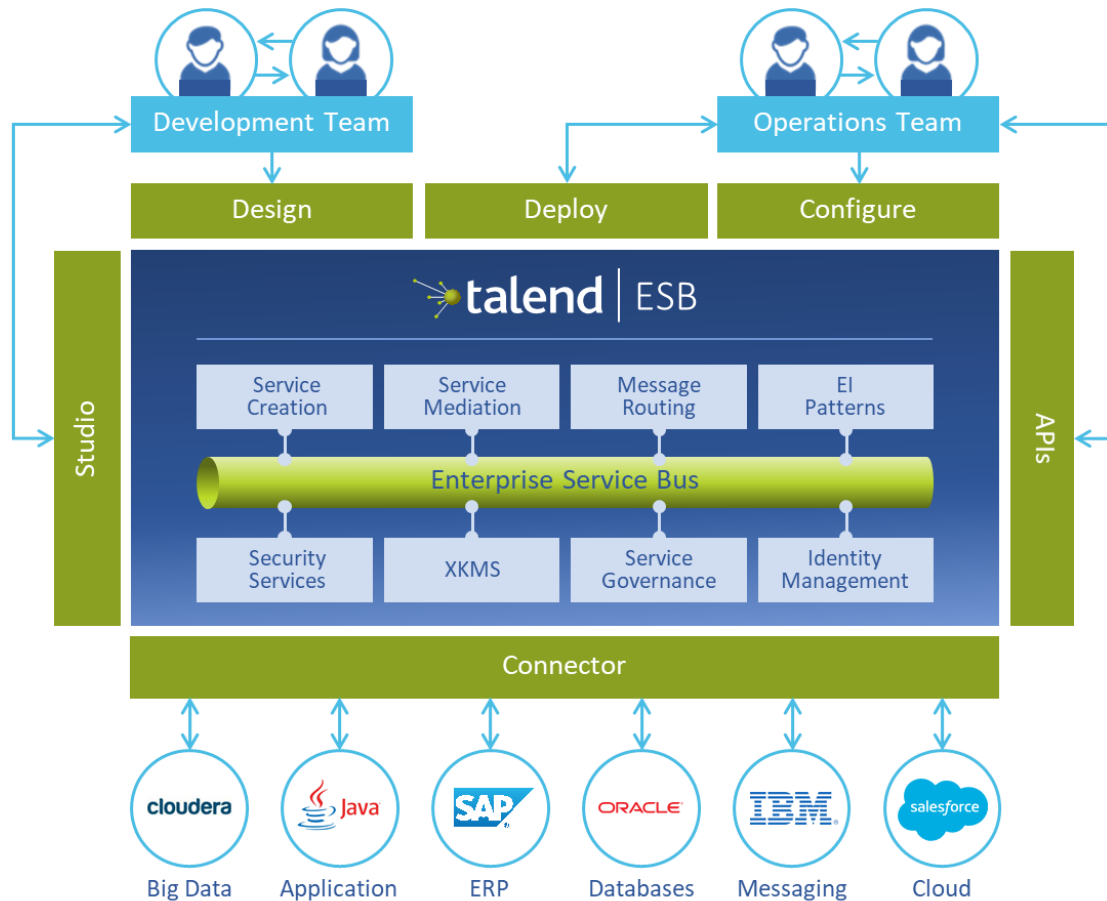 Development Team
Operations Team
Design
Deploy
Configure
Studio
talend | ESB
APIs
Service
Creation
Service
Mediation
Message
Routing
EI
Patterns
Enterprise Service Bus
Security
Services
XKMS
Service
Governance
Identity
Management
Connector
cloudera
Java
SAP
ORACLE
IBM
salesforce
Big Data
Application
ERP
Databases
Messaging
Cloud